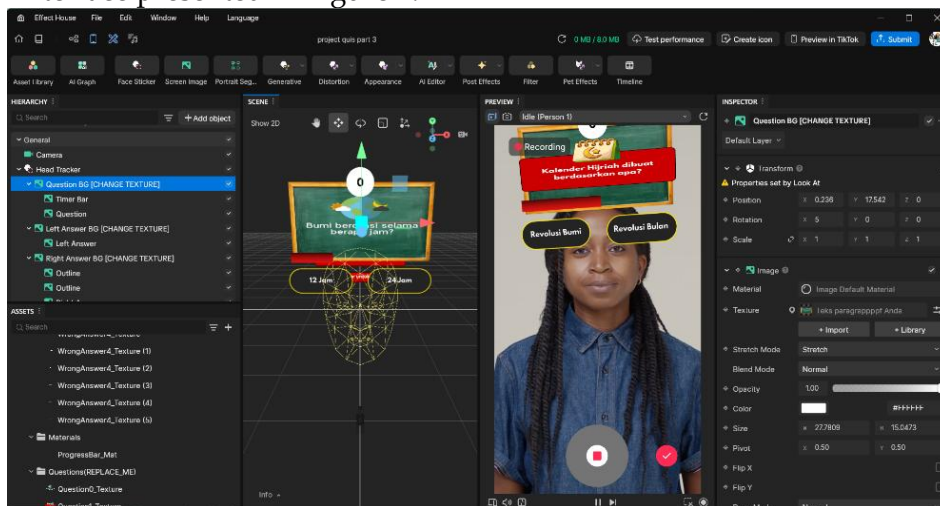 Effect House File Edit Window Help Language
project quis part 3
0 MB / 8.0 MB Test performance Create icon Preview in TikTok Submit
Asset Library AI Graph Face Sticker Screen Image Portrait Seg... Generative Distortion Appearance AI Editor Post Effects Filter Pet Effects Timeline
HIERARCHY
Search + Add object
General
Camera
Head Tracker
Question BG [CHANGE TEXTURE]
Timer Bar
Question
Left Answer BG [CHANGE TEXTURE]
Left Answer
Right Answer BG [CHANGE TEXTURE]
Outline
Outline
ASSETS
Search
WrongAnswer4_Texture (1)
WrongAnswer4_Texture (2)
WrongAnswer4_Texture (3)
WrongAnswer4_Texture (4)
WrongAnswer4_Texture (5)
Materials
ProgressBar_Mat
Questions(REPLACE_ME)
Question0_Texture
SCENE
Show 2D
0
Bumi berotasi selama
berapa jam?
12 Jam
24 Jam
Info
PREVIEW
Idle (Person 1)
Recording
Kalender Hijriah dibuat
berdasarkan apa?
Revolusi Bumi
Revolusi Bulan
INSPECTOR
Question BG [CHANGE TEXTURE]
Default Layer
Transform
Properties set by Look At
Position X 0.236 Y 17.542 Z 0
Rotation X 5 Y 0 Z 0
Scale X 1 Y 1 Z 1
Image
Material Image Default Material
Texture Teks paragrappppf Anda
+ Import + Library
Stretch Mode Stretch
Blend Mode Normal
Opacity 1.00
Color #FFFFFF
Size 27.7809 15.0473
Pivot X 0.50 Y 0.50
Flip X
Flip Y